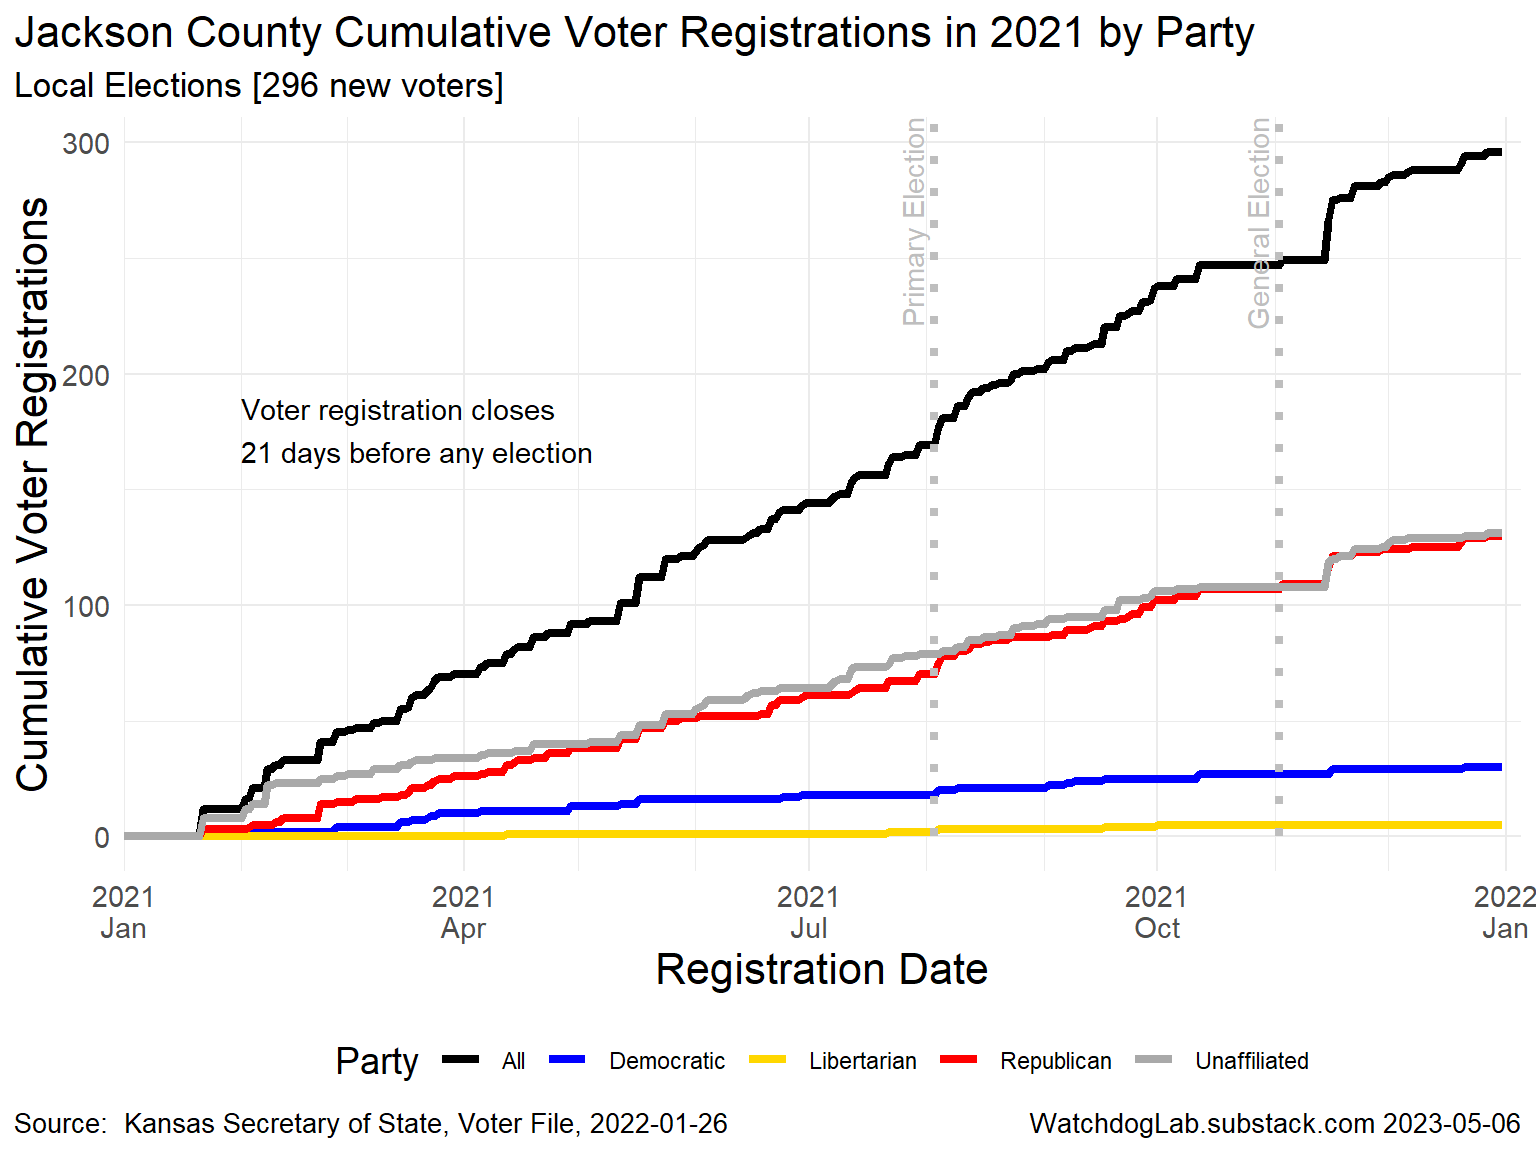 Jackson County Cumulative Voter Registrations in 2021 by Party
Local Elections [296 new voters]
Cumulative Voter Registrations
300
200
100
0
Primary Election
General Election
Voter registration closes
21 days before any election
2021 2021 2021 2021 2022
Jan Apr Jul Oct Jan
Registration Date
Party All Democratic Libertarian Republican Unaffiliated
Source:  Kansas Secretary of State, Voter File, 2022-01-26
WatchdogLab.substack.com 2023-05-06